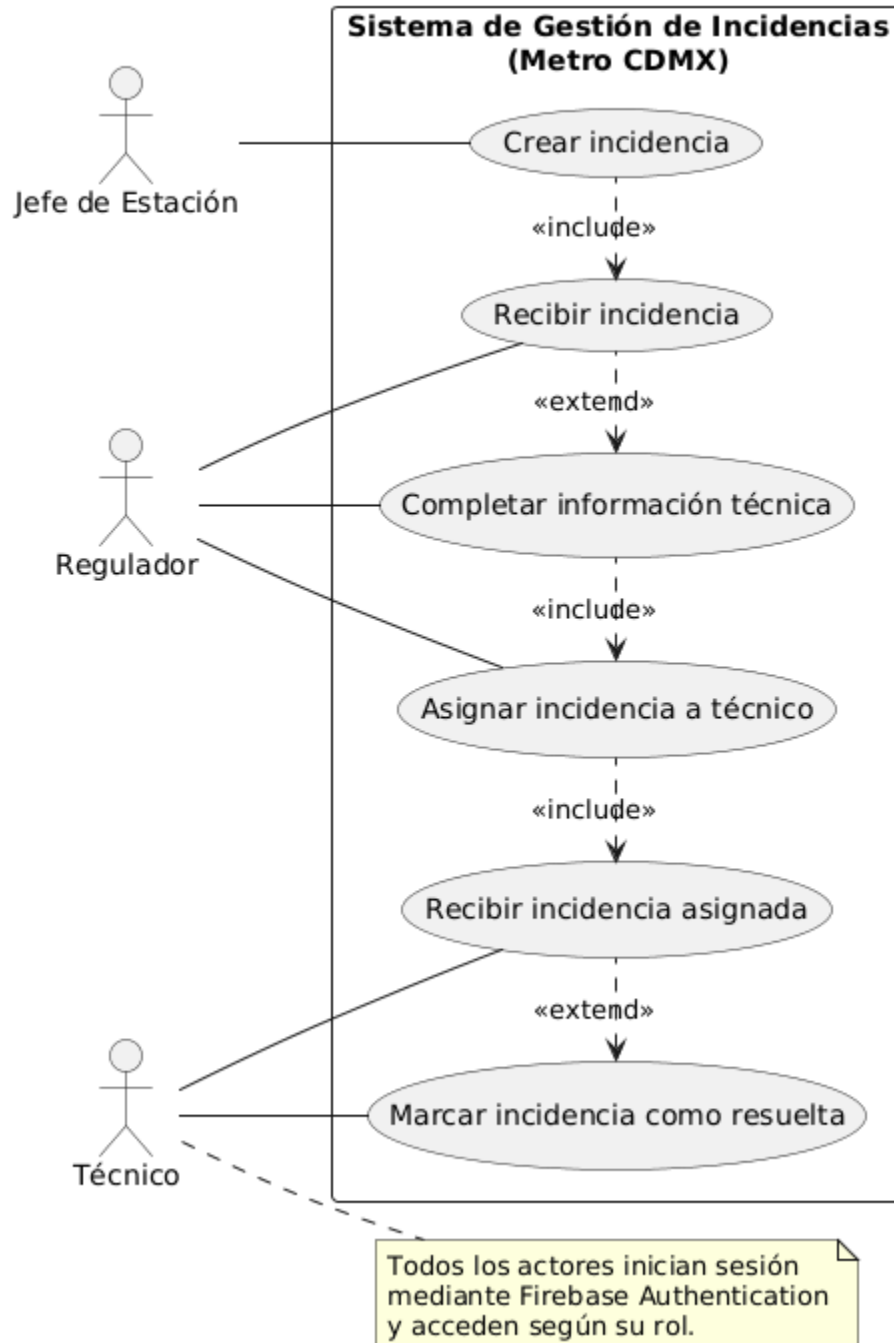 Sistema de Gestión de Incidencias
(Metro CDMX)
Crear incidencia
Jefe de Estación
«include»
Recibir incidencia
«extend»
Completar información técnica
Regulador
«include»
Asignar incidencia a técnico
«include»
Recibir incidencia asignada
«extend»
Marcar incidencia como resuelta
Técnico
Todos los actores inician sesión
mediante Firebase Authentication
y acceden según su rol.